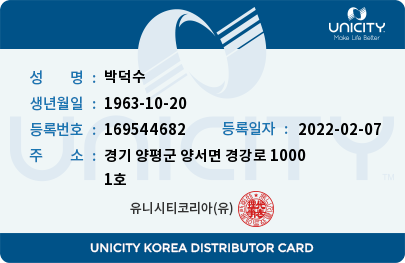 UNICITY
Make Life Better
성 명 : 박덕수
생년월일 : 1963-10-20
등록번호 : 169544682 등록일자 : 2022-02-07
주 소 : 경기 양평군 양서면 경강로 1000
1호
UNICITY
유니시티코리아(유)
UNICITY KOREA DISTRIBUTOR CARD